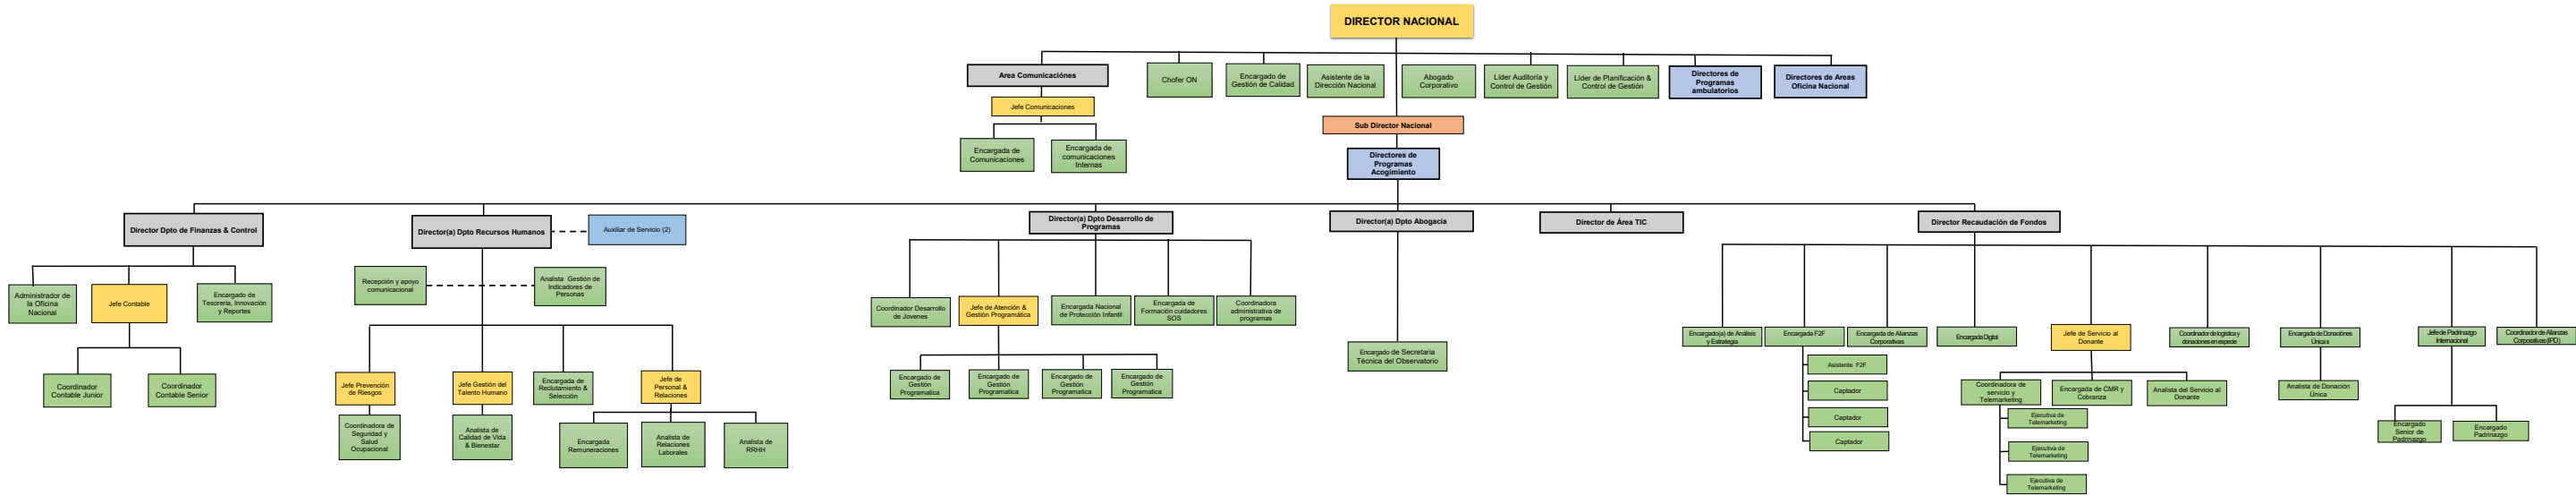 DIRECTOR NACIONAL
Area Comunicaciónes
Chofer ON
Encargado de
Gestión de Calidad
Asistente de la
Dirección Nacional
Abogado
Corporativo
Líder Auditoría y
Control de Gestión
Líder de Planificación &
Control de Gestión
Directores de
Programas
ambulatorios
Directores de Areas
Oficina Nacional
Jefe Comunicaciones
Sub Director Nacional
Encargada de
Comunicaciones
Encargada de
comunicaciones
Internas
Directores de
Programas
Acogimiento
Director Dpto de Finanzas & Control
Director(a) Dpto Recursos Humanos
Auxiliar de Servicio (2)
Director(a) Dpto Desarrollo de
Programas
Director(a) Dpto Abogacía
Director de Área TIC
Director Recaudación de Fondos
Administrador de
la Oficina
Nacional
Jefe Contable
Encargado de
Tesoreria, Innovación
y Reportes
Coordinador
Contable Junior
Coordinador
Contable Senior
Recepción y apoyo
comunicacional
Analista Gestión de
Indicadores de
Personas
Jefe Prevención
de Riesgos
Jefe Gestión del
Talento Humano
Encargada de
Reclutamiento &
Selección
Jefe de
Personal &
Relaciones
Coordinadora de
Seguridad y
Salud
Ocupacional
Analista de
Calidad de Vida
& Bienestar
Encargada
Remuneraciones
Analista de
Relaciones
Laborales
Analista de
RRHH
Coordinador Desarrollo
de Jovenes
Jefe de Atención &
Gestión Programática
Encargada Nacional
de Protección Infantil
Encargada de
Formación cuidadores
SOS
Coordinadora
administrativa de
programas
Encargado de
Gestión
Programatica
Encargado de
Gestión
Programatica
Encargado de
Gestión
Programatica
Encargado de
Gestión
Programatica
Encargado de Secretaria
Técnica del Observatorio
Encargado(a) de Análisis
y Estrategia
Encargada F2F
Encargada de Alianzas
Corporativas
Encargada Digital
Jefe de Servicio al
Donante
Coordinador de logística y
donadores en especie
Encargada de Donaciónes
Únicas
Jefe de Padrinazgo
Internacional
Coordinador de Alianzas
Corporativas (IPD)
Asistente F2F
Captador
Captador
Captador
Coordinadora de
servicio y
Telemarketing
Encargada de CMR y
Cobranza
Analista del Servicio al
Donante
Ejecutiva de
Telemarketing
Ejecutiva de
Telemarketing
Ejecutiva de
Telemarketing
Analista de Donación
Única
Encargado
Senior de
Padrinazgo
Encargado
Padrinazgo